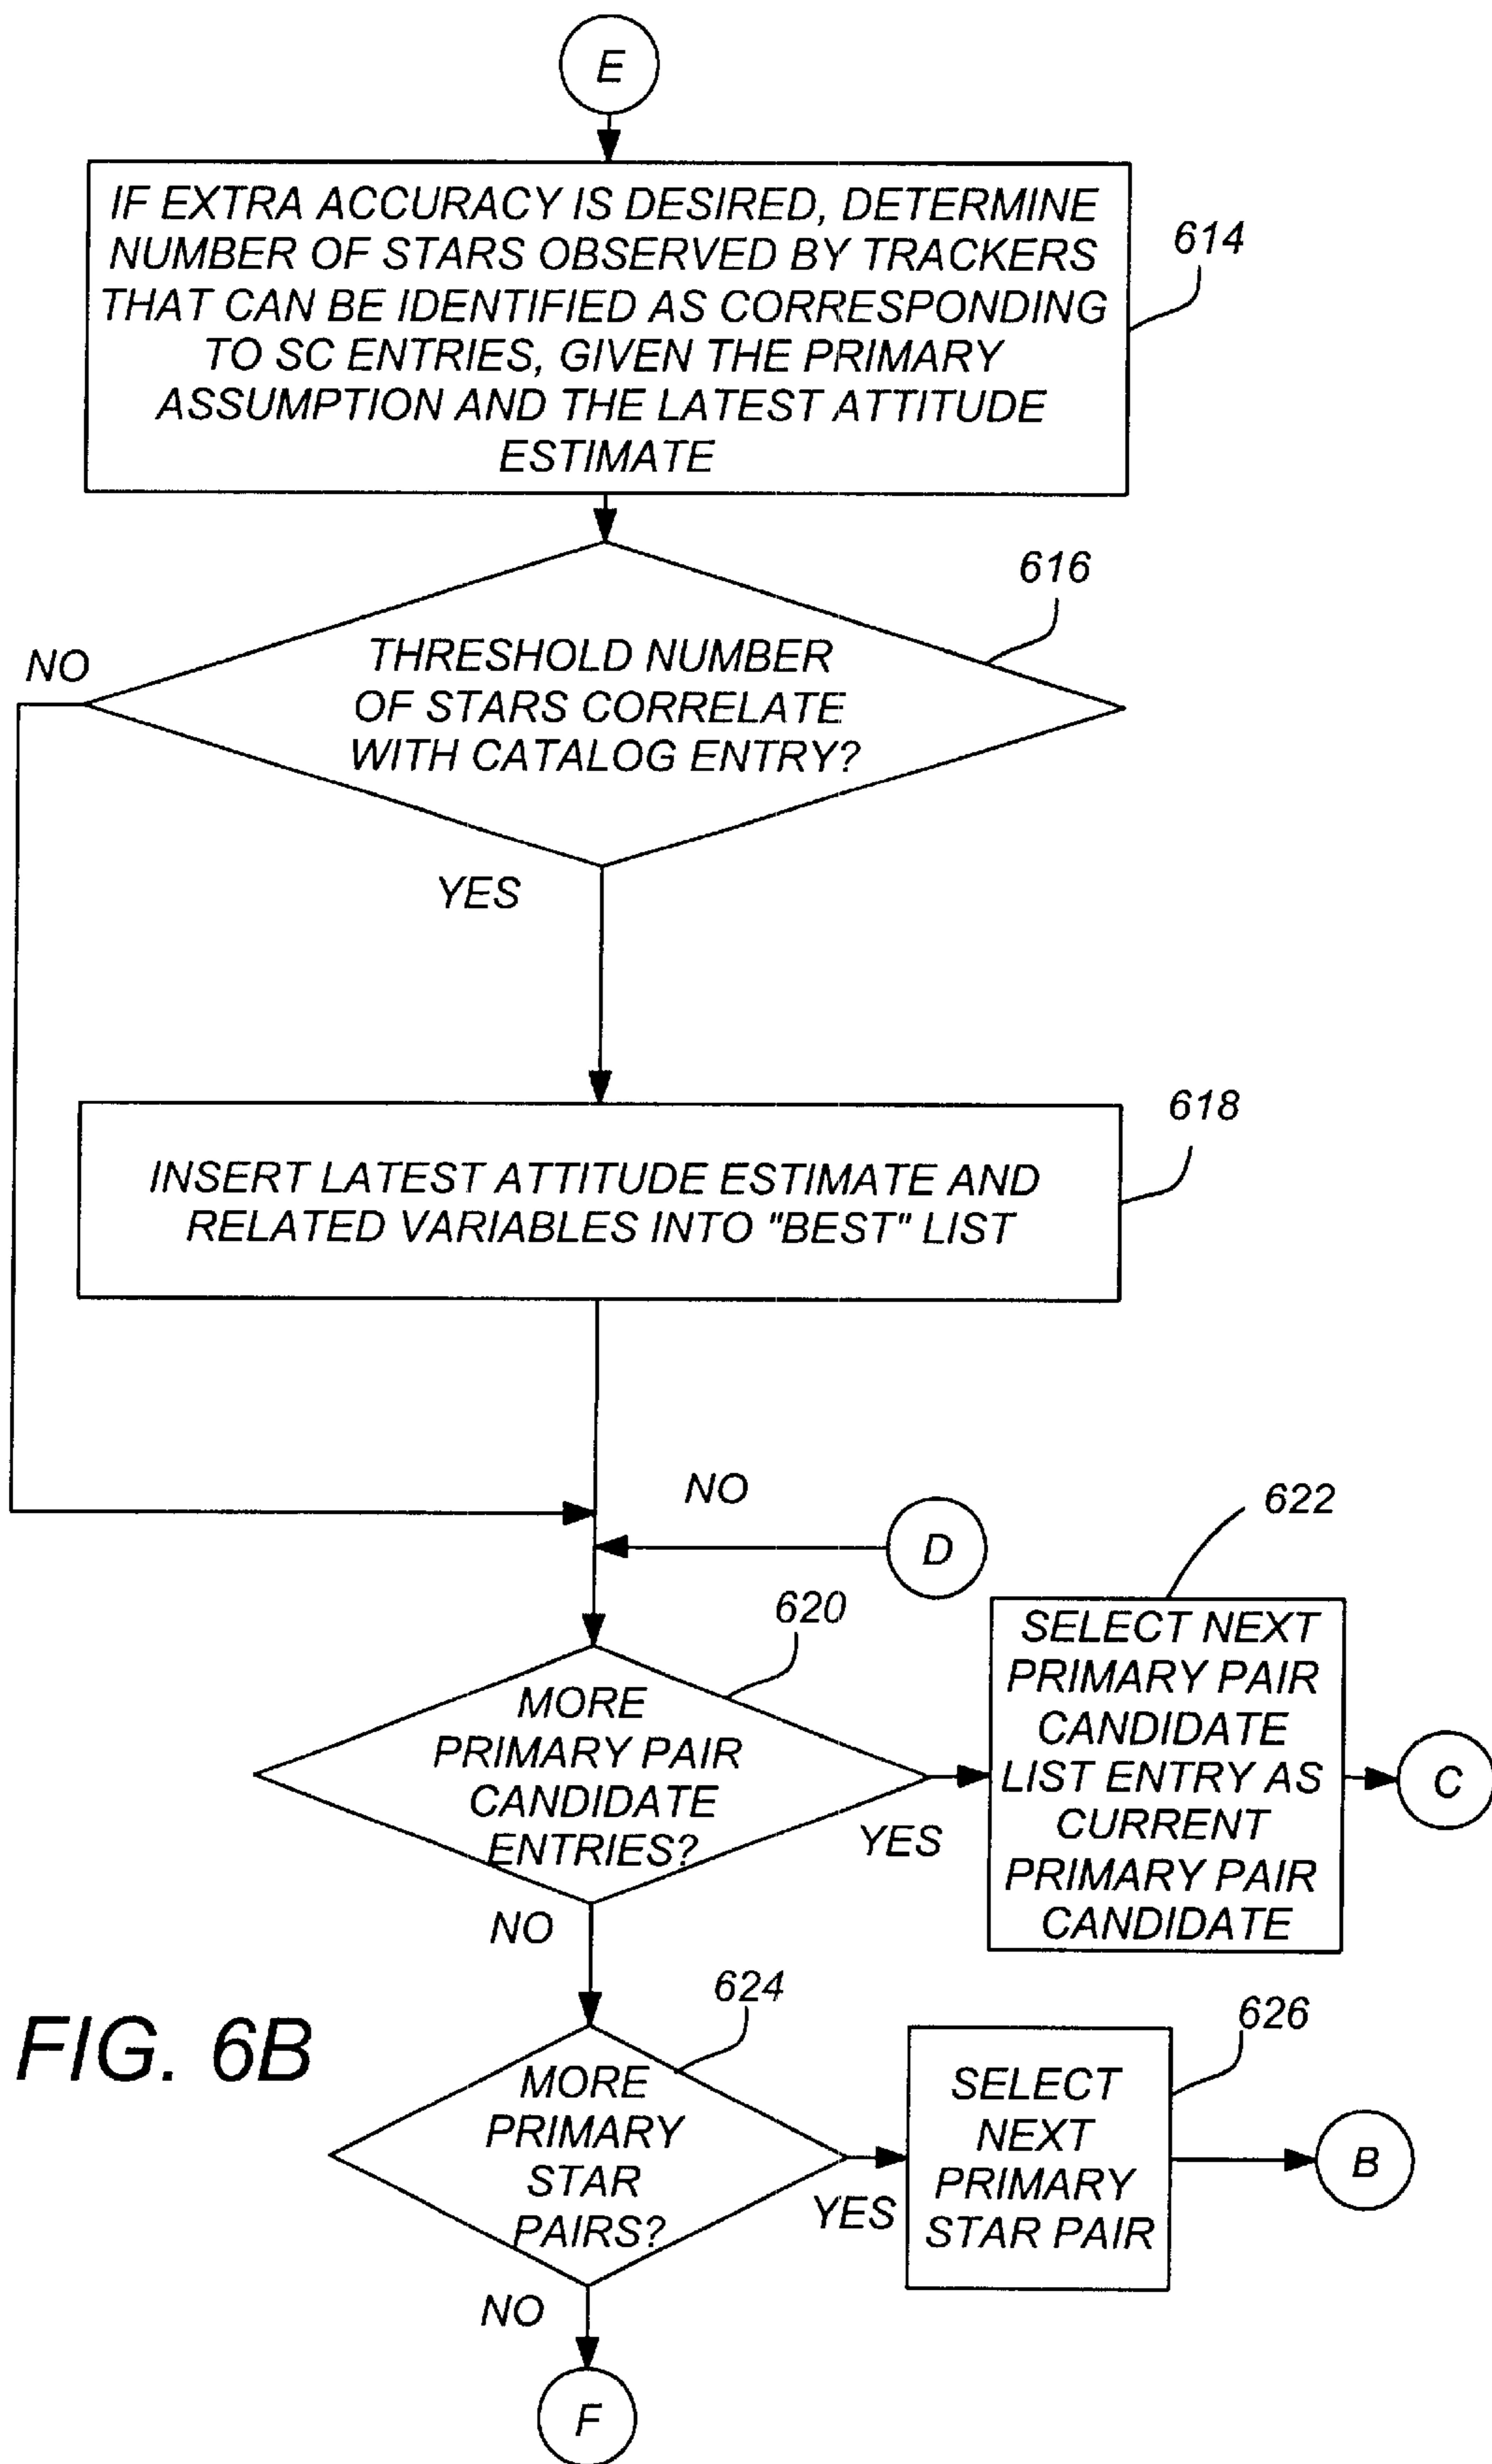 E
IF EXTRA ACCURACY IS DESIRED, DETERMINE
NUMBER OF STARS OBSERVED BY TRACKERS
THAT CAN BE IDENTIFIED AS CORRESPONDING
TO SC ENTRIES, GIVEN THE PRIMARY
ASSUMPTION AND THE LATEST ATTITUDE
ESTIMATE
614
616
NO
THRESHOLD NUMBER
OF STARS CORRELATE
WITH CATALOG ENTRY?
YES
618
INSERT LATEST ATTITUDE ESTIMATE AND
RELATED VARIABLES INTO "BEST" LIST
NO
D
622
620
MORE
PRIMARY PAIR
CANDIDATE
ENTRIES?
YES
SELECT NEXT
PRIMARY PAIR
CANDIDATE
LIST ENTRY AS
CURRENT
PRIMARY PAIR
CANDIDATE
C
NO
624
626
FIG. 6B
MORE
PRIMARY
STAR
PAIRS?
YES
SELECT
NEXT
PRIMARY
STAR PAIR
B
NO
F